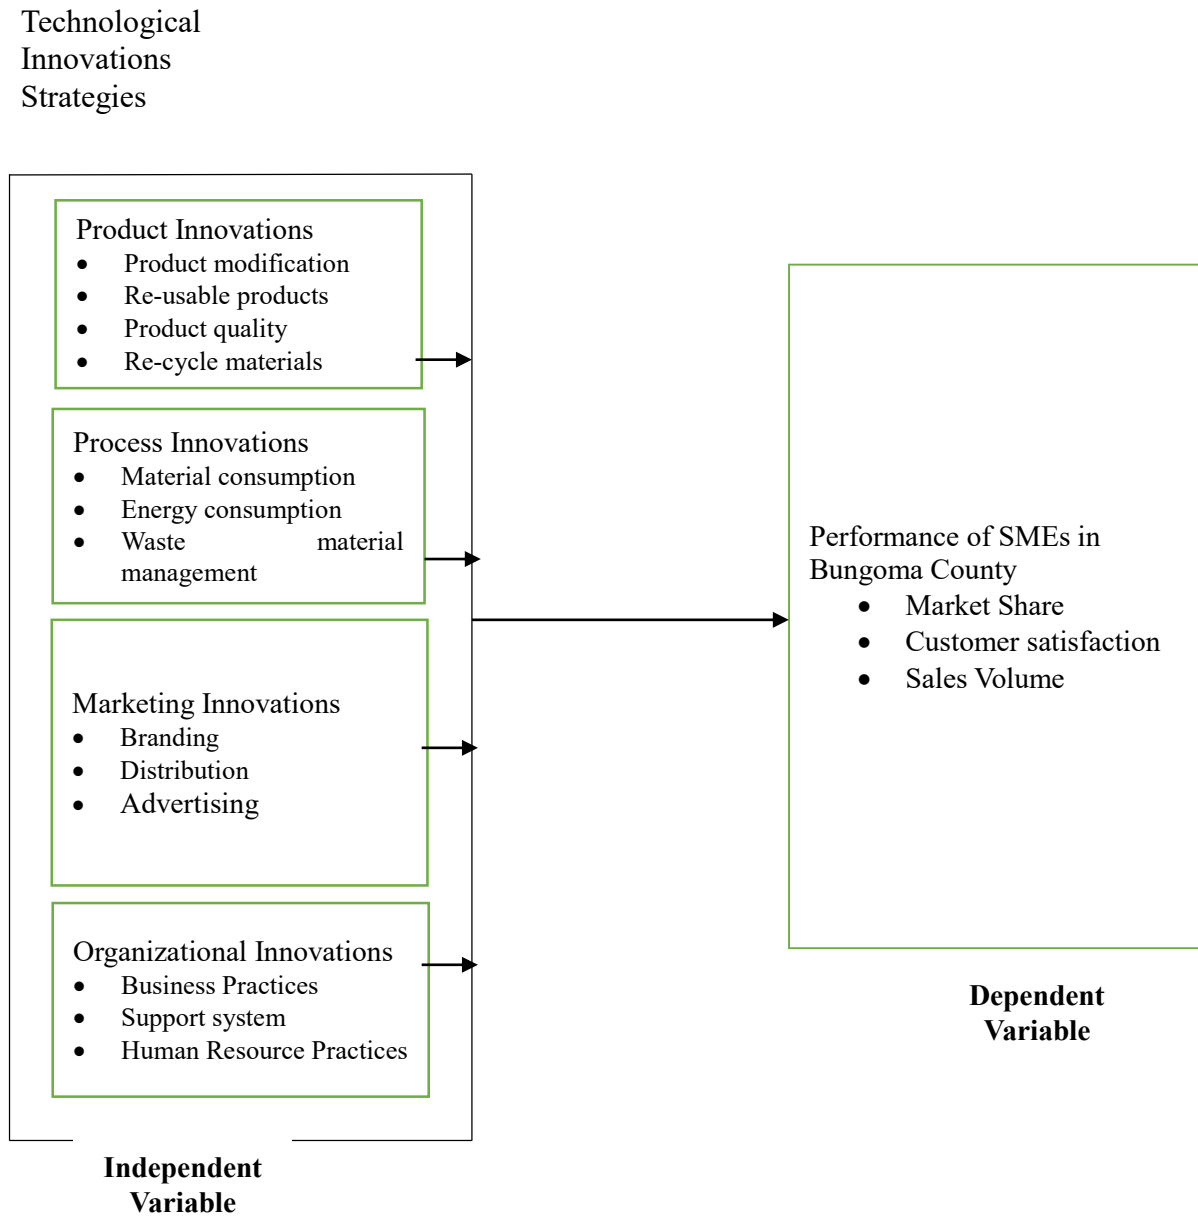 Technological
Innovations
Strategies
Product Innovations
• Product modification
• Re-usable products
• Product quality
• Re-cycle materials
Process Innovations
• Material consumption
• Energy consumption
• Waste material
management
Marketing Innovations
• Branding
• Distribution
• Advertising
Organizational Innovations
• Business Practices
• Support system
• Human Resource Practices
Independent
Variable
Performance of SMEs in
Bungoma County
• Market Share
• Customer satisfaction
• Sales Volume
Dependent
Variable